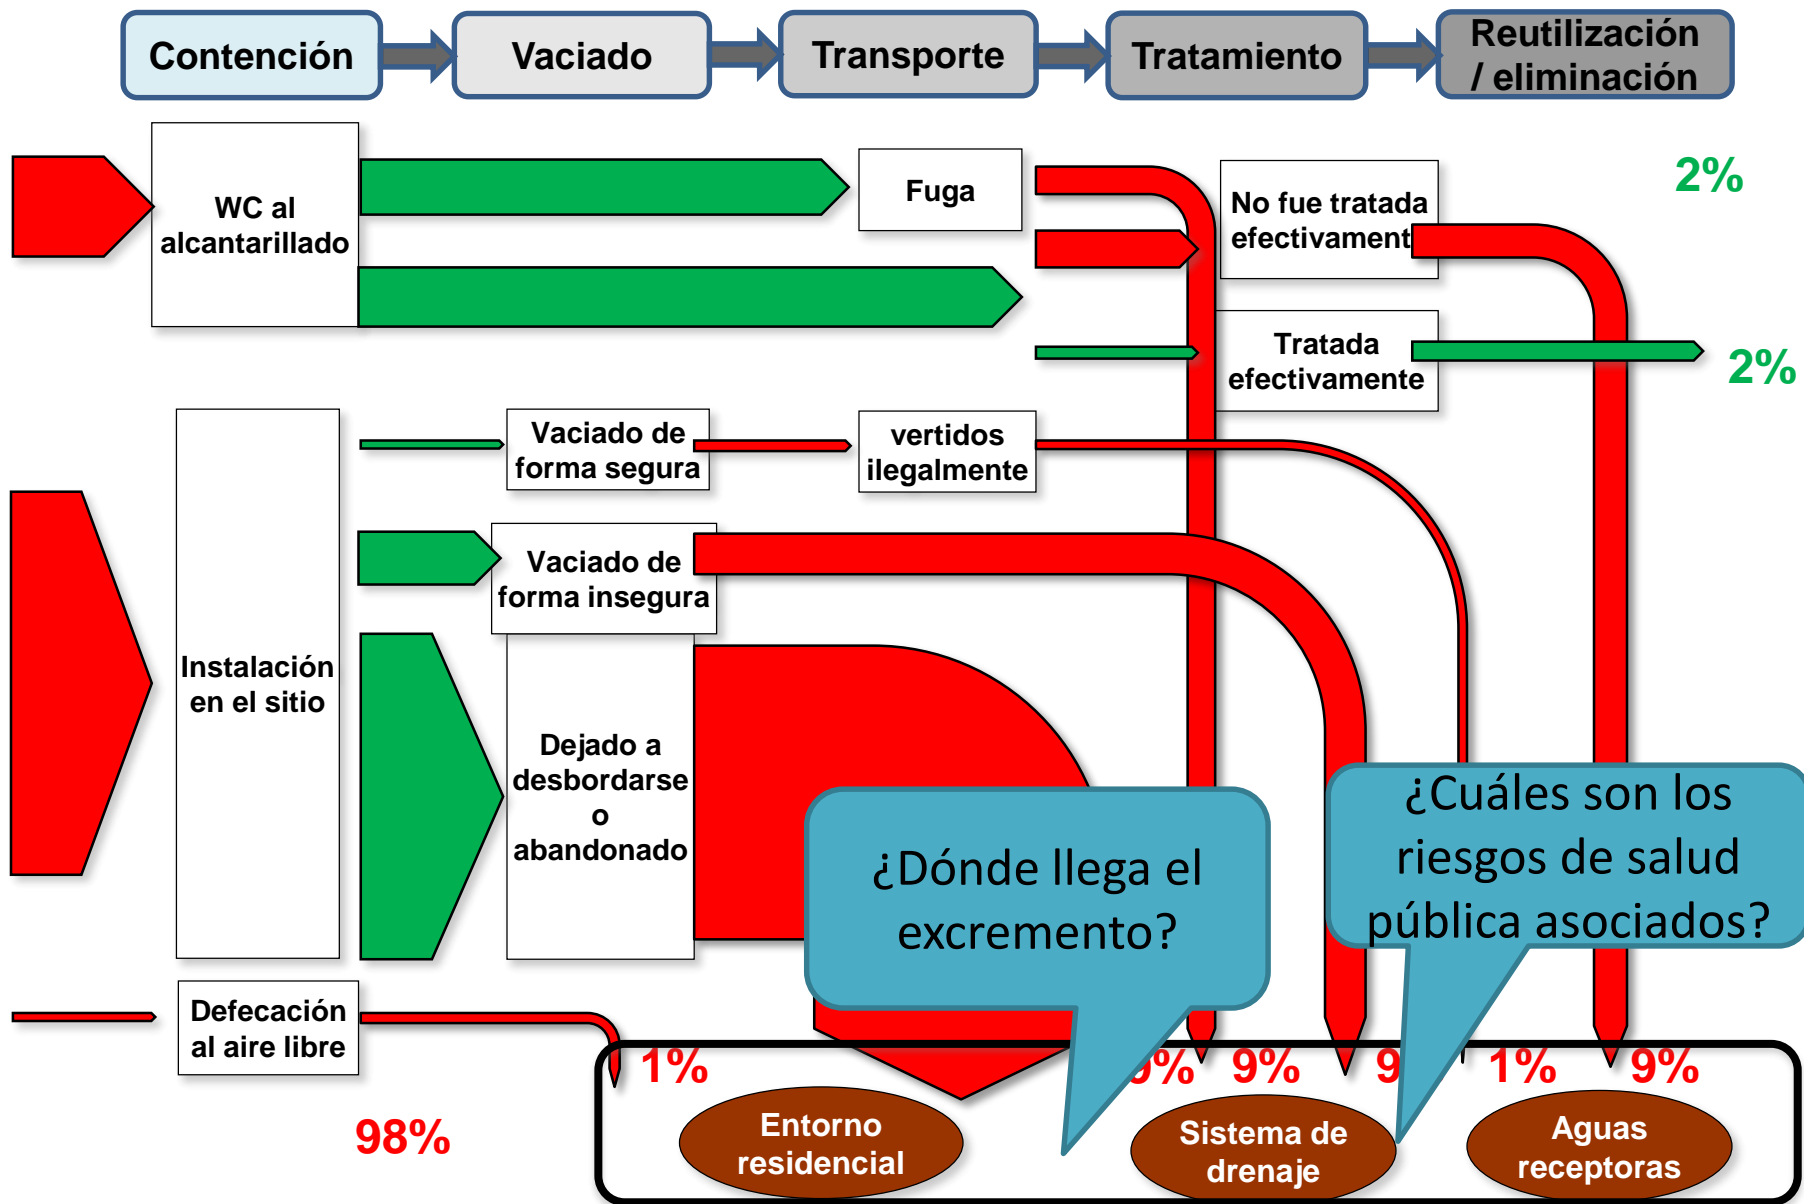 Contención
Vaciado
Transporte
Tratamiento
Reutilización
/ eliminación
WC al
alcantarillado
Fuga
No fue tratada
efectivament
2%
Tratada
efectivamente
2%
Vaciado de
forma segura
vertidos
ilegalmente
Vaciado de
forma insegura
Instalación
en el sitio
Dejado a
desbordarse
o
abandonado
¿Dónde llega el
excremento?
¿Cuáles son los
riesgos de salud
pública asociados?
Defecación
al aire libre
1%
9%
9%
1%
9%
98%
Entorno
residencial
Sistema de
drenaje
Aguas
receptoras